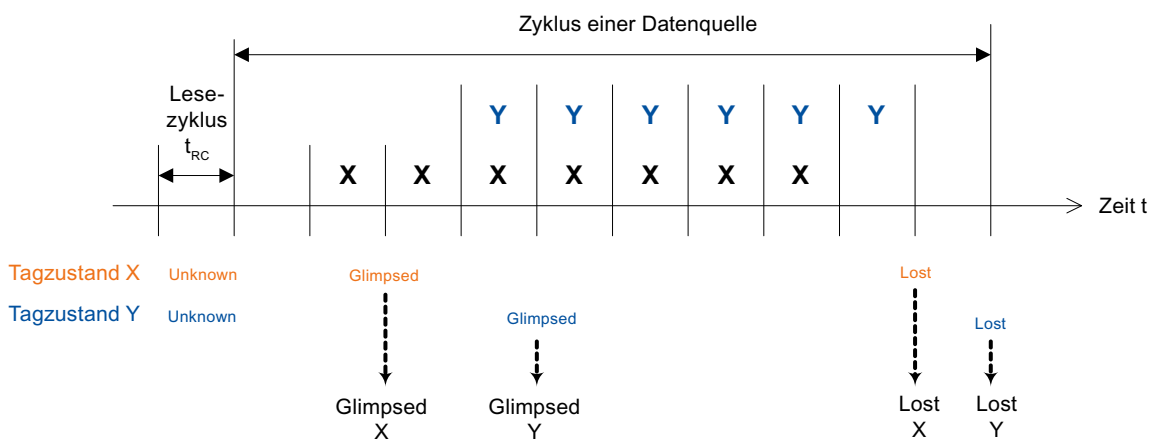 Zyklus einer Datenquelle
Lese-
zyklus
tRC
Y Y Y Y Y Y
X X X X X X X
Zeit t
Tagzustand X Unknown Glimpsed Lost
Tagzustand Y Unknown Glimpsed Lost
Glimpsed Glimpsed Lost Lost
X Y X Y